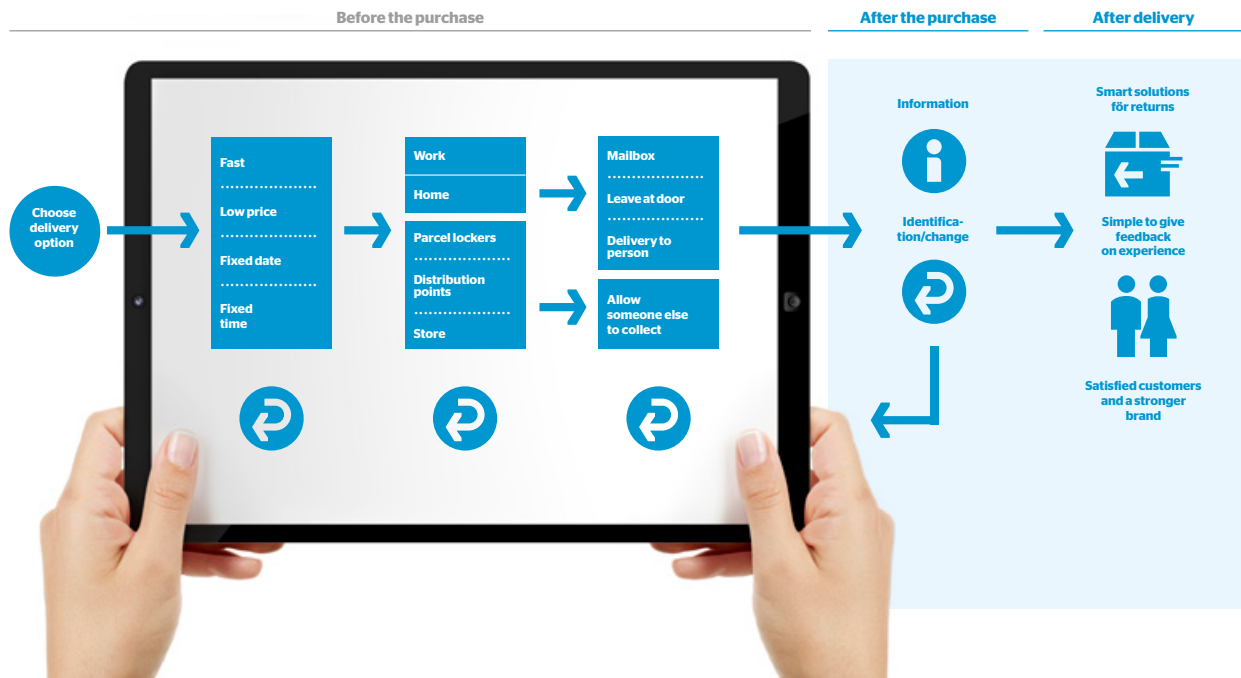 Before the purchase
After the purchase
After delivery
Choose
delivery
option
Fast
Low price
Fixed date
Fixed
time
Work
Home
Parcel lockers
Distribution
points
Store
Mailbox
Leave at door
Delivery to
person
Allow
someone else
to collect
Information
Identifica-
tion/change
Smart solutions
för returns
Simple to give
feedback
on experience
Satisfied customers
and a stronger
brand